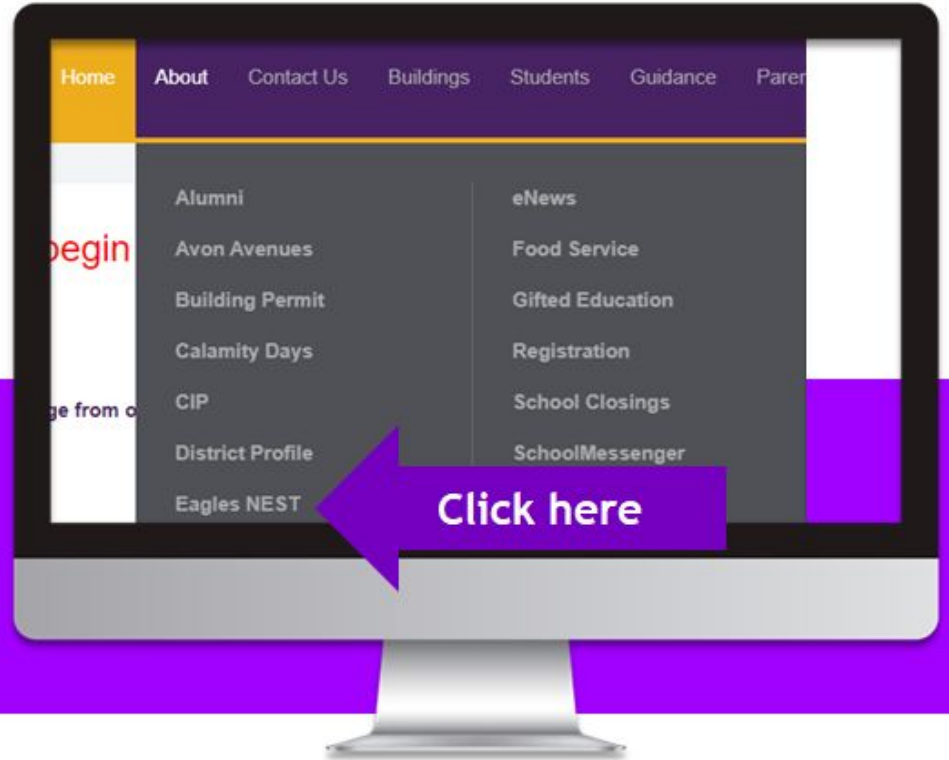 Home About Contact Us Buildings Students Guidance Paren
begin
Alumni
Avon Avenues
Building Permit
Calamity Days
CIP
District Profile
Eagles NEST
eNews
Food Service
Gifted Education
Registration
School Closings
SchoolMessenger
ge from o
Click here